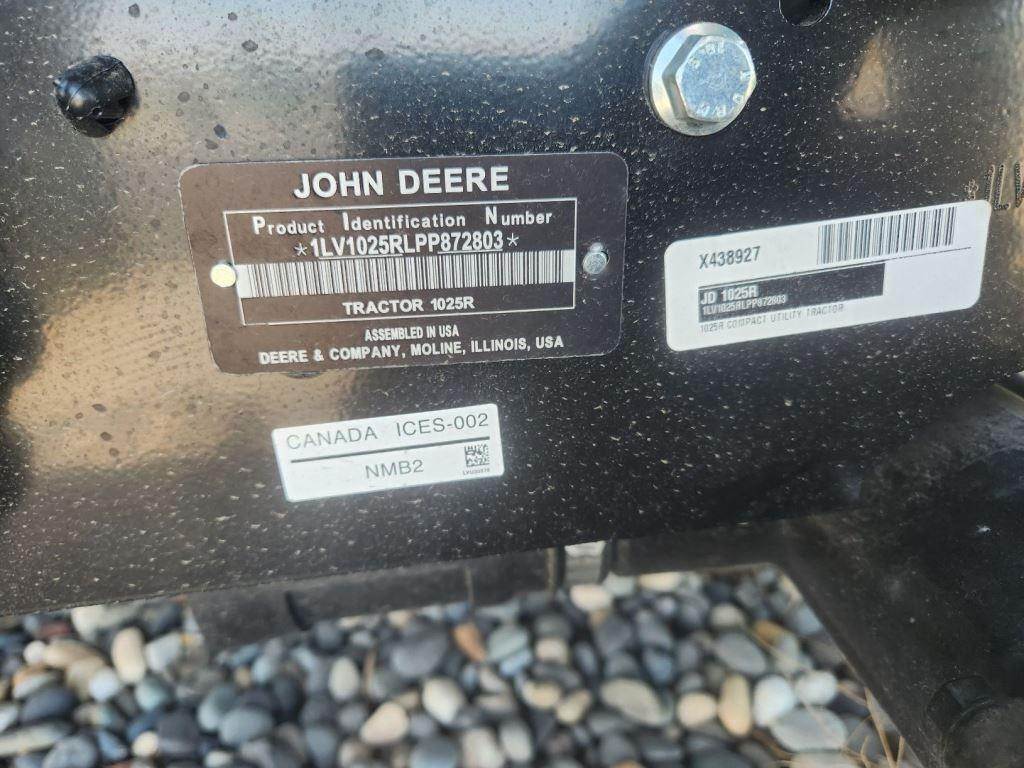 JOHN DEERE
Product Identification Number
*1LV1025RLPP872803*
TRACTOR 1025R
ASSEMBLED IN USA
DEERE & COMPANY, MOLINE, ILLINOIS, USA
X438927
JD 1025R
1LV1025RLPP872803
1025R COMPACT UTILITY TRACTOR
CANADA ICES-002
NMB2